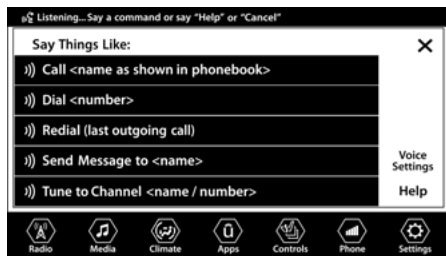 Listening...Say a command or say "Help" or "Cancel"
Say Things Like:
Call <name as shown in phonebook>
Dial <number>
Redial (last outgoing call)
Send Message to <name>
Tune to Channel <name / number>
Voice
Settings
Help
Radio Media Climate Apps Controls Phone Settings